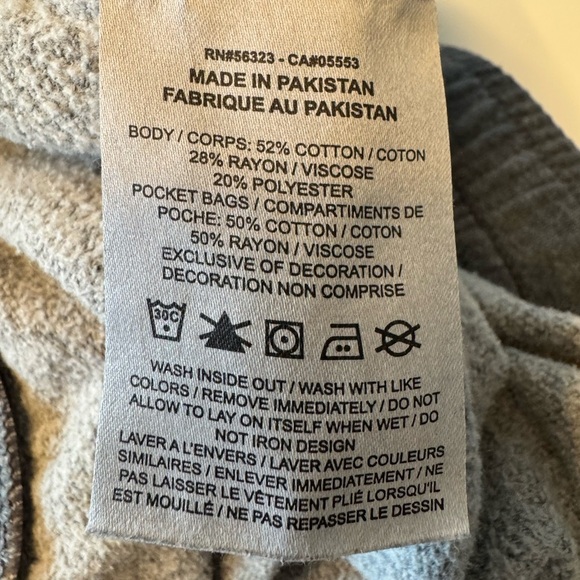 RN#56323 - CA#05553
MADE IN PAKISTAN
FABRIQUE AU PAKISTAN
BODY / CORPS: 52% COTTON / COTON
28% RAYON / VISCOSE
20% POLYESTER
POCKET BAGS / COMPARTIMENTS DE
POCHE: 50% COTTON / COTON
50% RAYON / VISCOSE
EXCLUSIVE OF DECORATION /
DECORATION NON COMPRISE
30C
WASH INSIDE OUT / WASH WITH LIKE
COLORS / REMOVE IMMEDIATELY / DO NOT
ALLOW TO LAY ON ITSELF WHEN WET / DO
NOT IRON DESIGN
LAVER A L'ENVERS / LAVER AVEC COULEURS
SIMILAIRES / ENLEVER IMMEDIATEMENT / NE
PAS LAISSER LE VÊTEMENT PLIÉ LORSQU'IL
EST MOUILLÉ / NE PAS REPASSER LE DESSIN